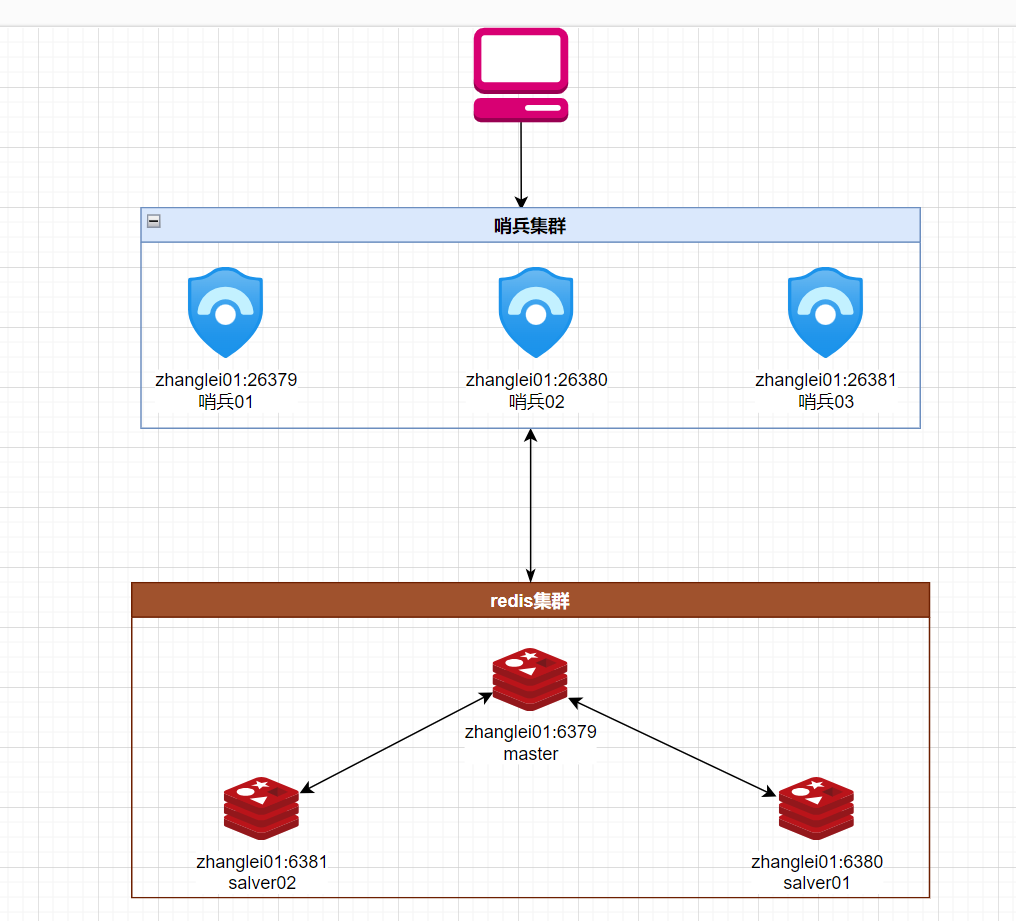 哨兵集群
zhanglei01:26379
哨兵01
zhanglei01:26380
哨兵02
zhanglei01:26381
哨兵03
redis集群
zhanglei01:6379
master
zhanglei01:6381
salver02
zhanglei01:6380
salver01